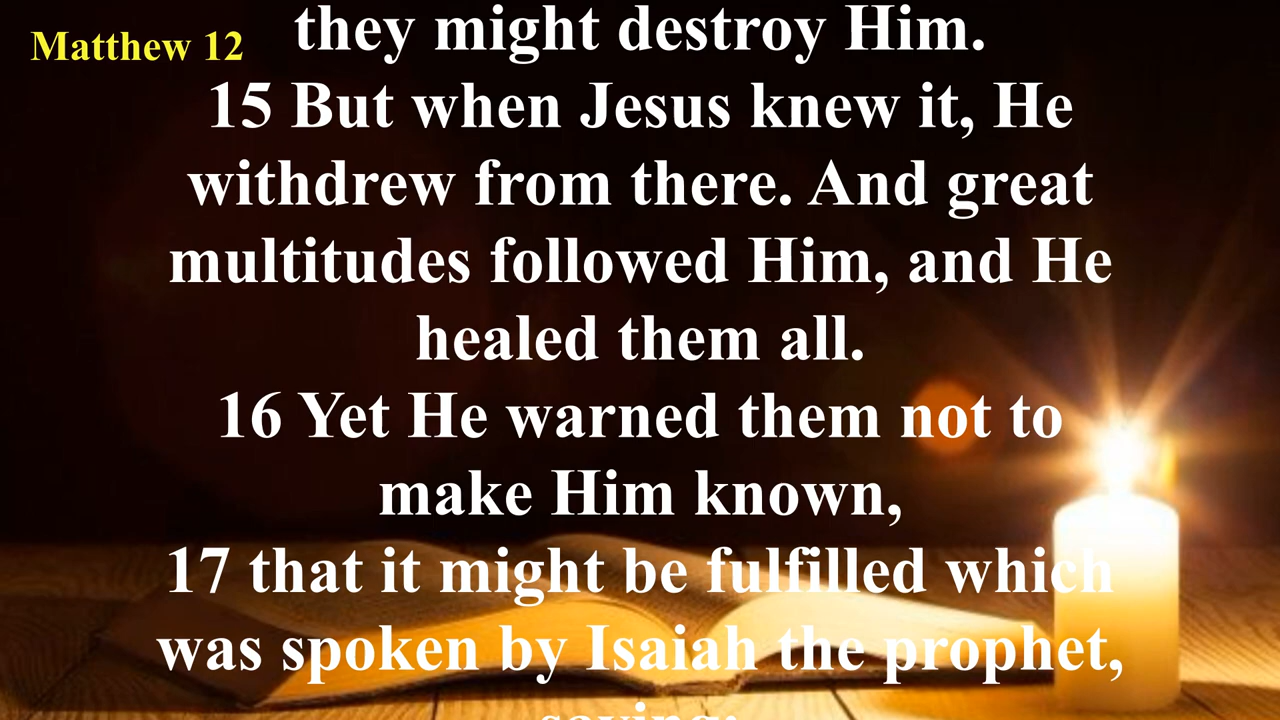 Matthew 12
they might destroy Him.
15 But when Jesus knew it, He
withdrew from there. And great
multitudes followed Him, and He
healed them all.
16 Yet He warned them not to
make Him known,
17 that it might be fulfilled which
was spoken by Isaiah the prophet,
saying: